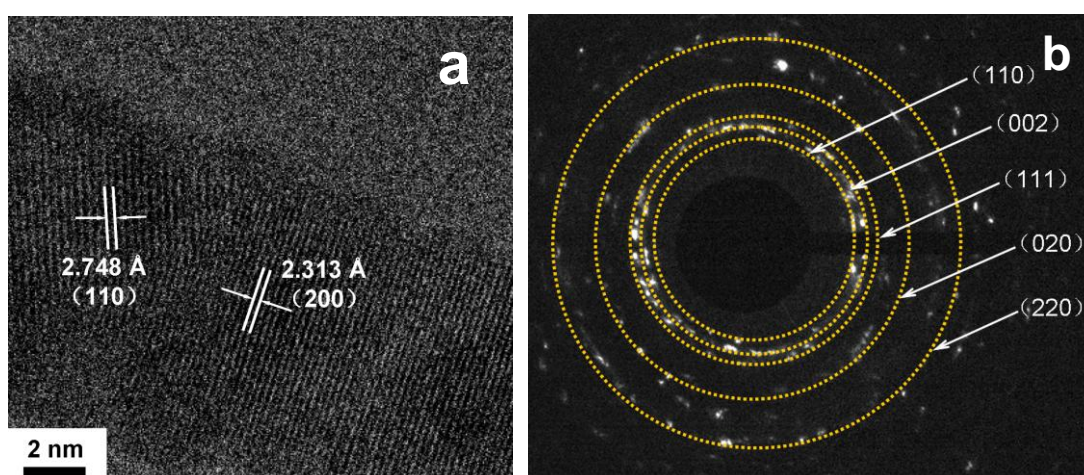 a
2.748 Å
（110）
2.313 Å
（200）
2 nm
b
（110）
（002）
（111）
（020）
（220）